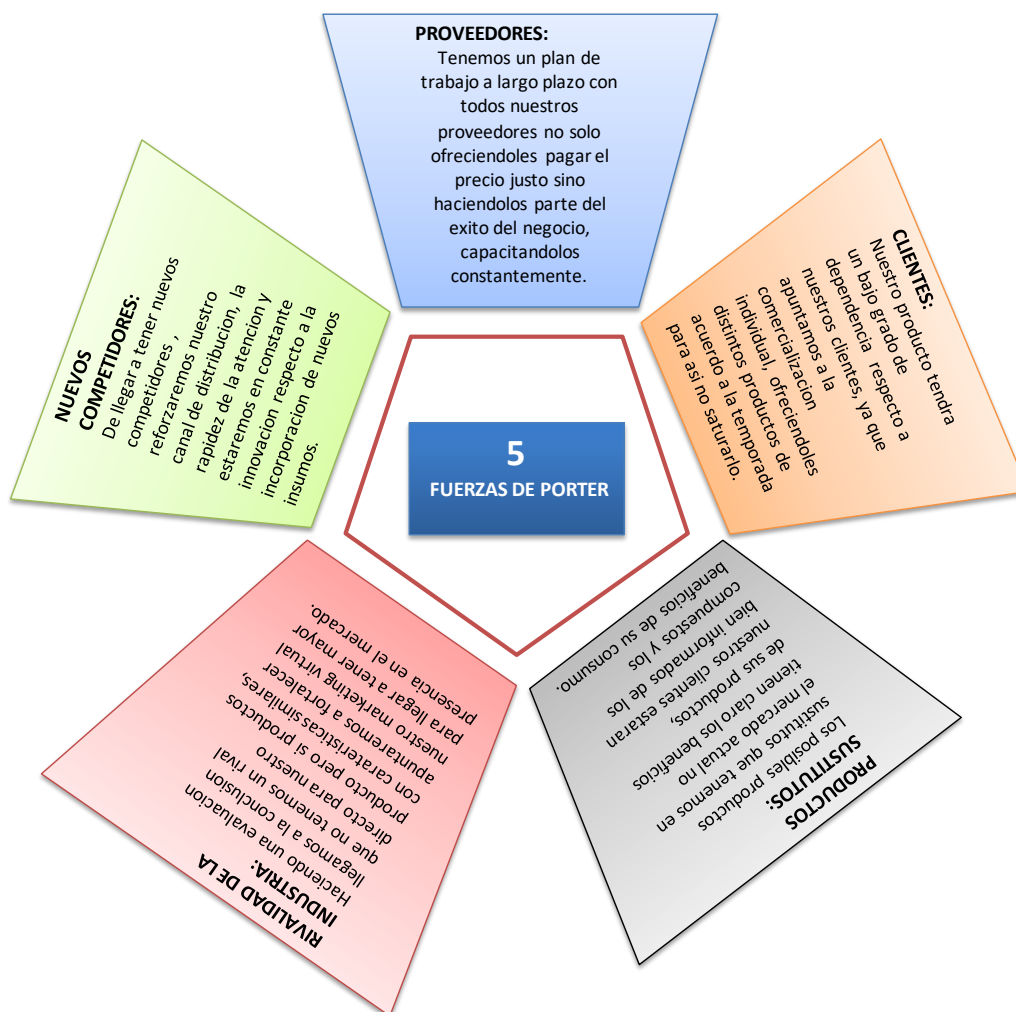 PROVEEDORES:
Tenemos un plan de
trabajo a largo plazo con
todos nuestros
proveedores no solo
ofreciendoles pagar el
precio justo sino
haciendolos parte del
exito del negocio,
capacitandolos
constantemente.
CLIENTES:
Nuestro producto tendra
un bajo grado de
dependencia respecto a
nuestros clientes, ya que
apuntamos a la
comercialización
individual, ofreciendoles
distintos productos de
acuerdo a la temporada
para asi no saturarlo.
PRODUCTOS
SUSTITUTOS:
Los posibles productos
sustitutos que tenemos en
el mercado actual no
tienen claro los beneficios
de sus productos,
nuestros clientes estaran
bien informados de los
compuestos y los
beneficios de su consumo.
RIVALIDAD DE LA
INDUSTRIA:
Haciendo una evaluacion
llegamos a la conclusion
que no tenemos un rival
directo para nuestro
producto pero si productos
con carateristicas similares,
apuntaremos a fortalecer
nuestro marketing virtual
para llegar a tener mayor
presencia en el mercado.
NUEVOS
COMPETIDORES:
De llegar a tener nuevos
competidores ,
reforzaremos nuestro
canal de distribucion, la
rapidez de la atencion y
estaremos en constante
innovacion respecto a la
incorporacion de nuevos
insumos.
5
FUERZAS DE PORTER